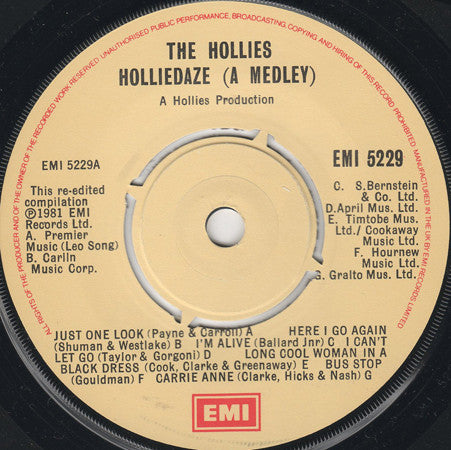 ALL RIGHTS OF THE PRODUCER AND OF THE OWNER OF THE RECORDED WORK RESERVED. UNAUTHORISED PUBLIC PERFORMANCE, BROADCASTING, COPYING AND HIRING OF THIS RECORD PROHIBITED. MANUFACTURED IN THE UK BY EMI RECORDS LIMITED
THE HOLLIES
HOLLIEDAZE (A MEDLEY)
A Hollies Production
EMI 5229A
EMI 5229
This re-edited
compilation
Ⓟ1981 EMI
Records Ltd.
A. Premier
Music (Leo Song)
B. Carlin
Music Corp.
C. S.Bernstein
& Co. Ltd.
D.April Mus. Ltd.
E. Timtobe Mus.
Ltd./ Cookaway
Music Ltd.
F. Hournew
Music Ltd.
G. Gralto Mus. Ltd.
JUST ONE LOOK (Payne & Carroll) A HERE I GO AGAIN
(Shuman & Westlake) B I'M ALIVE (Ballard Jnr) C I CAN'T
LET GO (Taylor & Gorgoni) D LONG COOL WOMAN IN A
BLACK DRESS (Cook, Clarke & Greenaway) E BUS STOP
(Gouldman) F CARRIE ANNE (Clarke, Hicks & Nash) G
EMI